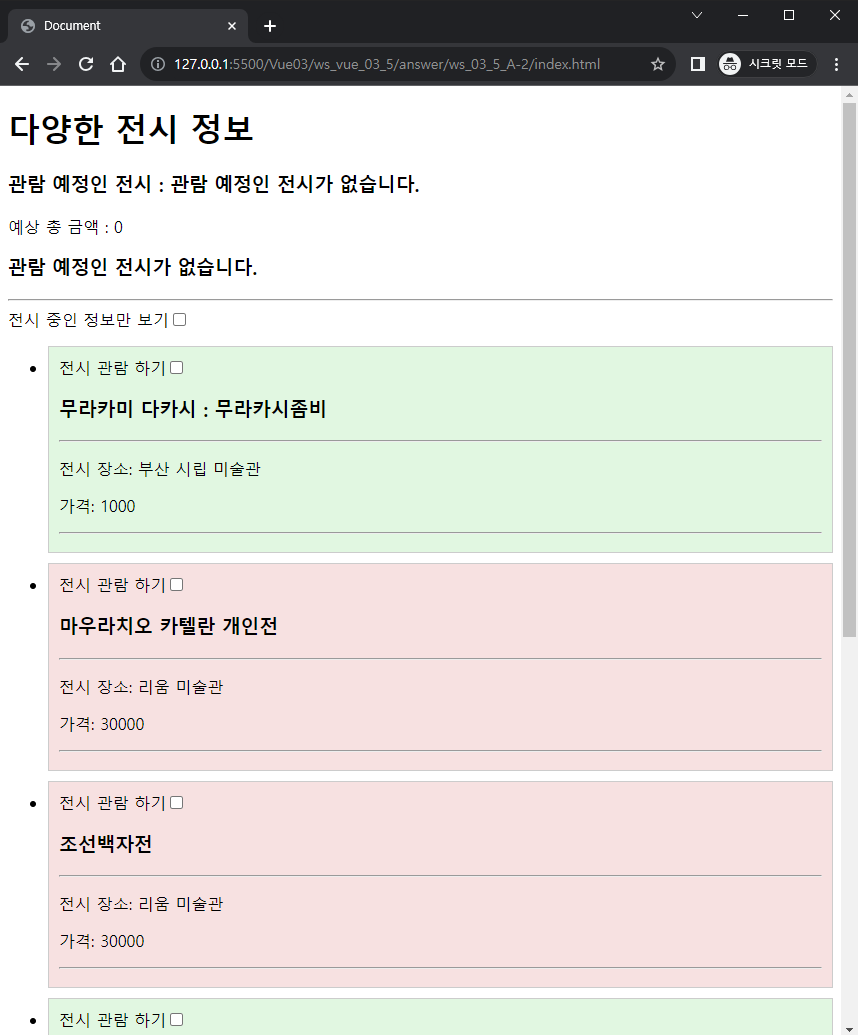 Document
127.0.0.1:5500/Vue03/ws_vue_03_5/answer/ws_03_5_A-2/index.html
시크릿 모드
다양한 전시 정보
관람 예정인 전시 : 관람 예정인 전시가 없습니다.
예상 총 금액 : 0
관람 예정인 전시가 없습니다.
전시 중인 정보만 보기
전시 관람 하기
무라카미 다카시 : 무라카시좀비
전시 장소: 부산 시립 미술관
가격: 1000
전시 관람 하기
마우라치오 카텔란 개인전
전시 장소: 리움 미술관
가격: 30000
전시 관람 하기
조선백자전
전시 장소: 리움 미술관
가격: 30000
전시 관람 하기